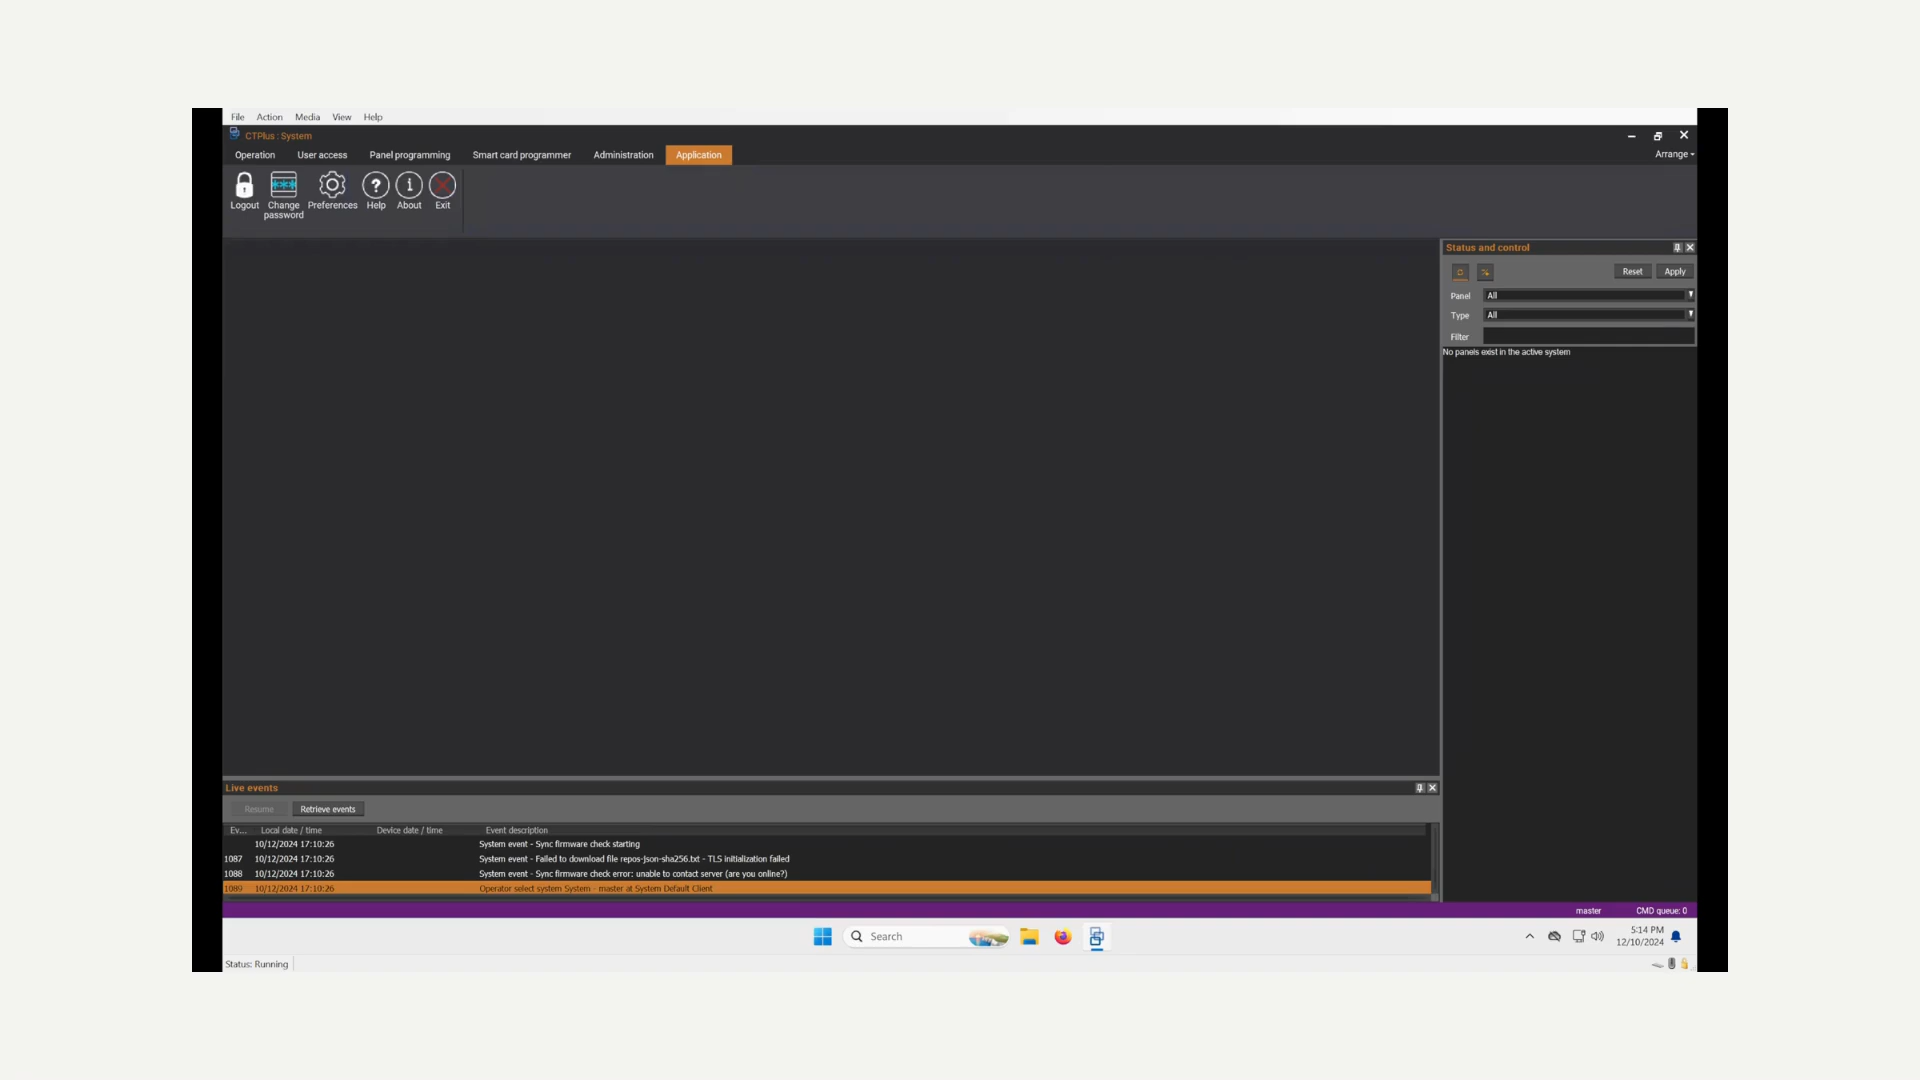 File Action Media View Help
CTPlus : System
Operation User access Panel programming Smart card programmer Administration Application
Arrange
Logout Change password Preferences Help About Exit
Status and control
Reset Apply
Panel All
Type All
Filter
No panels exist in the active system
Live events
Resume Retrieve events
Ev... Local date / time Device date / time Event description
10/12/2024 17:10:26 System event - Sync firmware check starting
1087 10/12/2024 17:10:26 System event - Failed to download file repos-json-sha256.txt - TLS initialization failed
1088 10/12/2024 17:10:26 System event - Sync firmware check error: unable to contact server (are you online?)
1089 10/12/2024 17:10:26 Operator select system System - master at System Default Client
master CMD queue: 0
Search
5:14 PM
12/10/2024
Status: Running